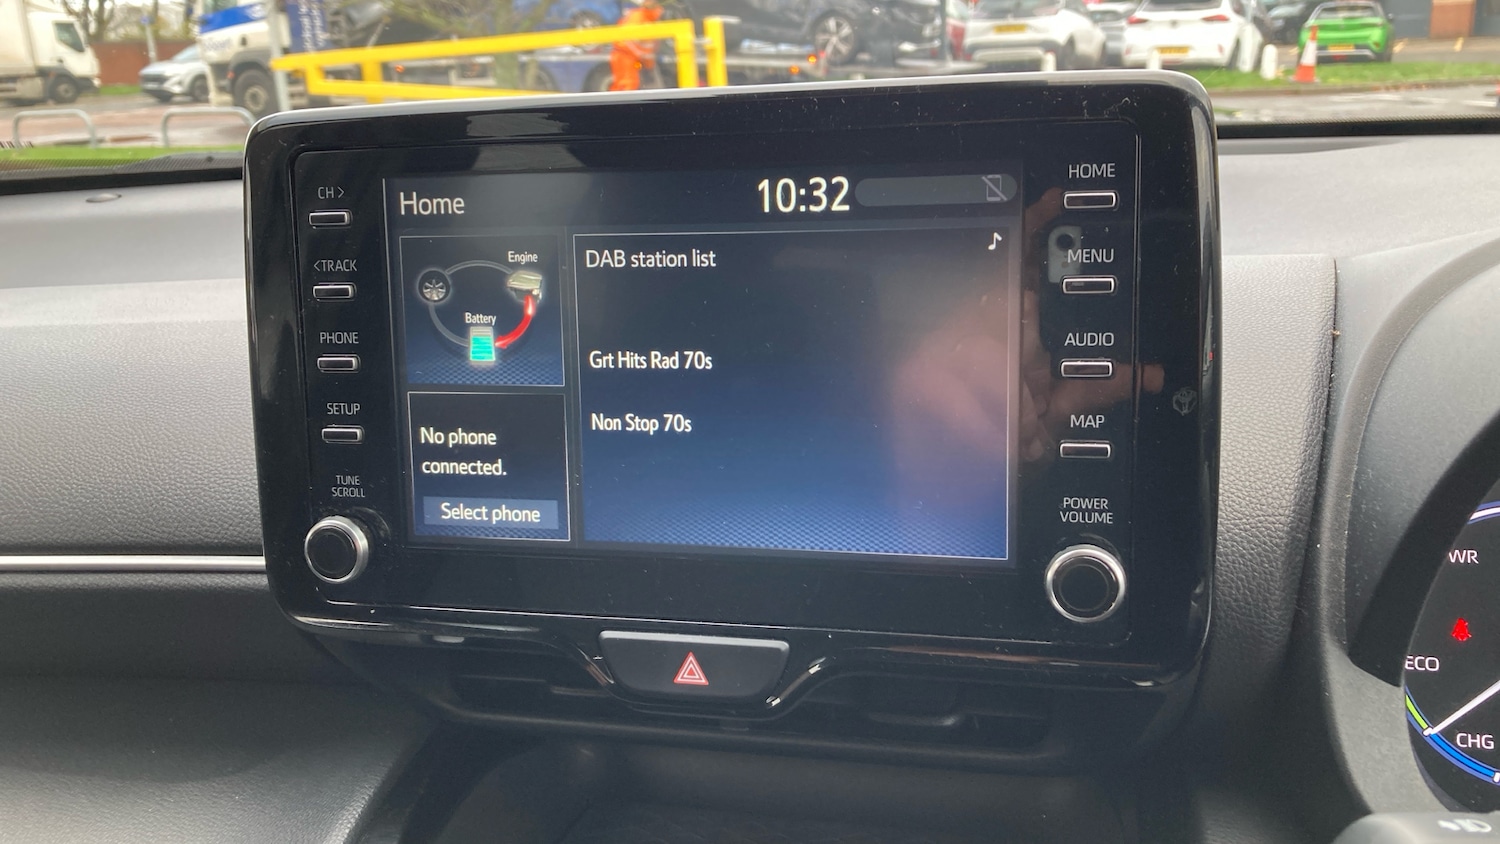 CH >
<TRACK
PHONE
SETUP
TUNE
SCROLL
Home
10:32
Engine
Battery
No phone
connected.
Select phone
DAB station list
Grt Hits Rad 70s
Non Stop 70s
HOME
MENU
AUDIO
MAP
POWER
VOLUME
WR
ECO
CHG